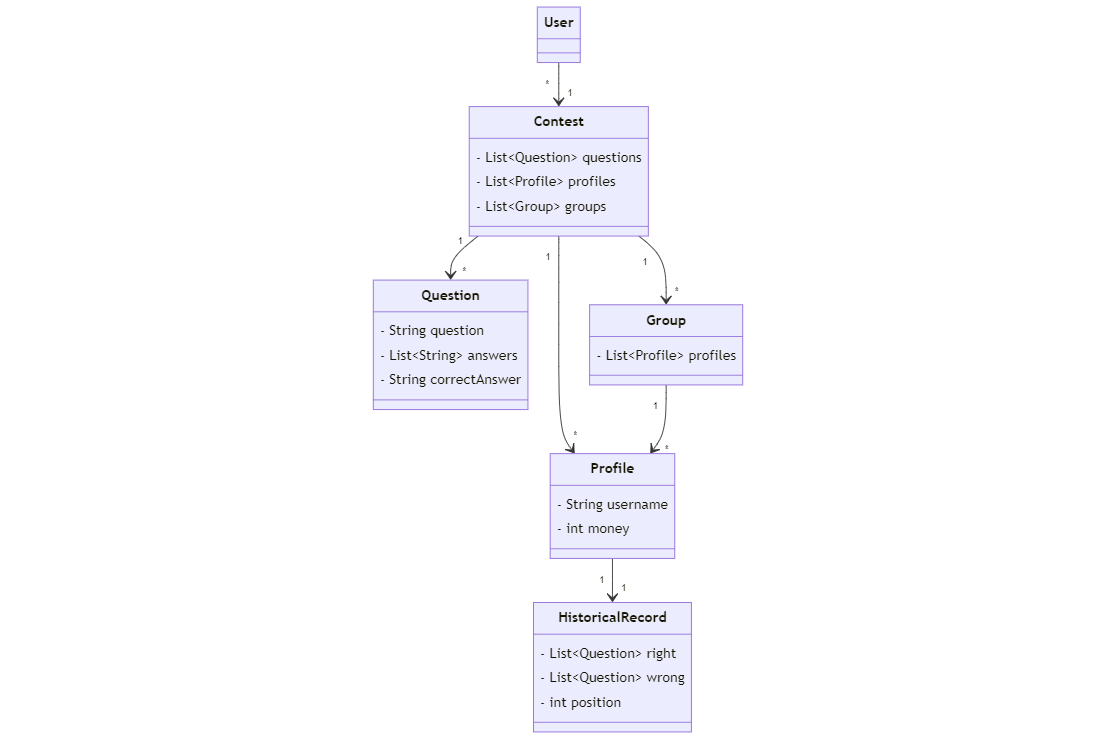 User
*
1
Contest
- List<Question> questions
- List<Profile> profiles
- List<Group> groups
1
*
1
*
1
*
Question
- String question
- List<String> answers
- String correctAnswer
Group
- List<Profile> profiles
1
*
Profile
- String username
- int money
1
1
HistoricalRecord
- List<Question> right
- List<Question> wrong
- int position